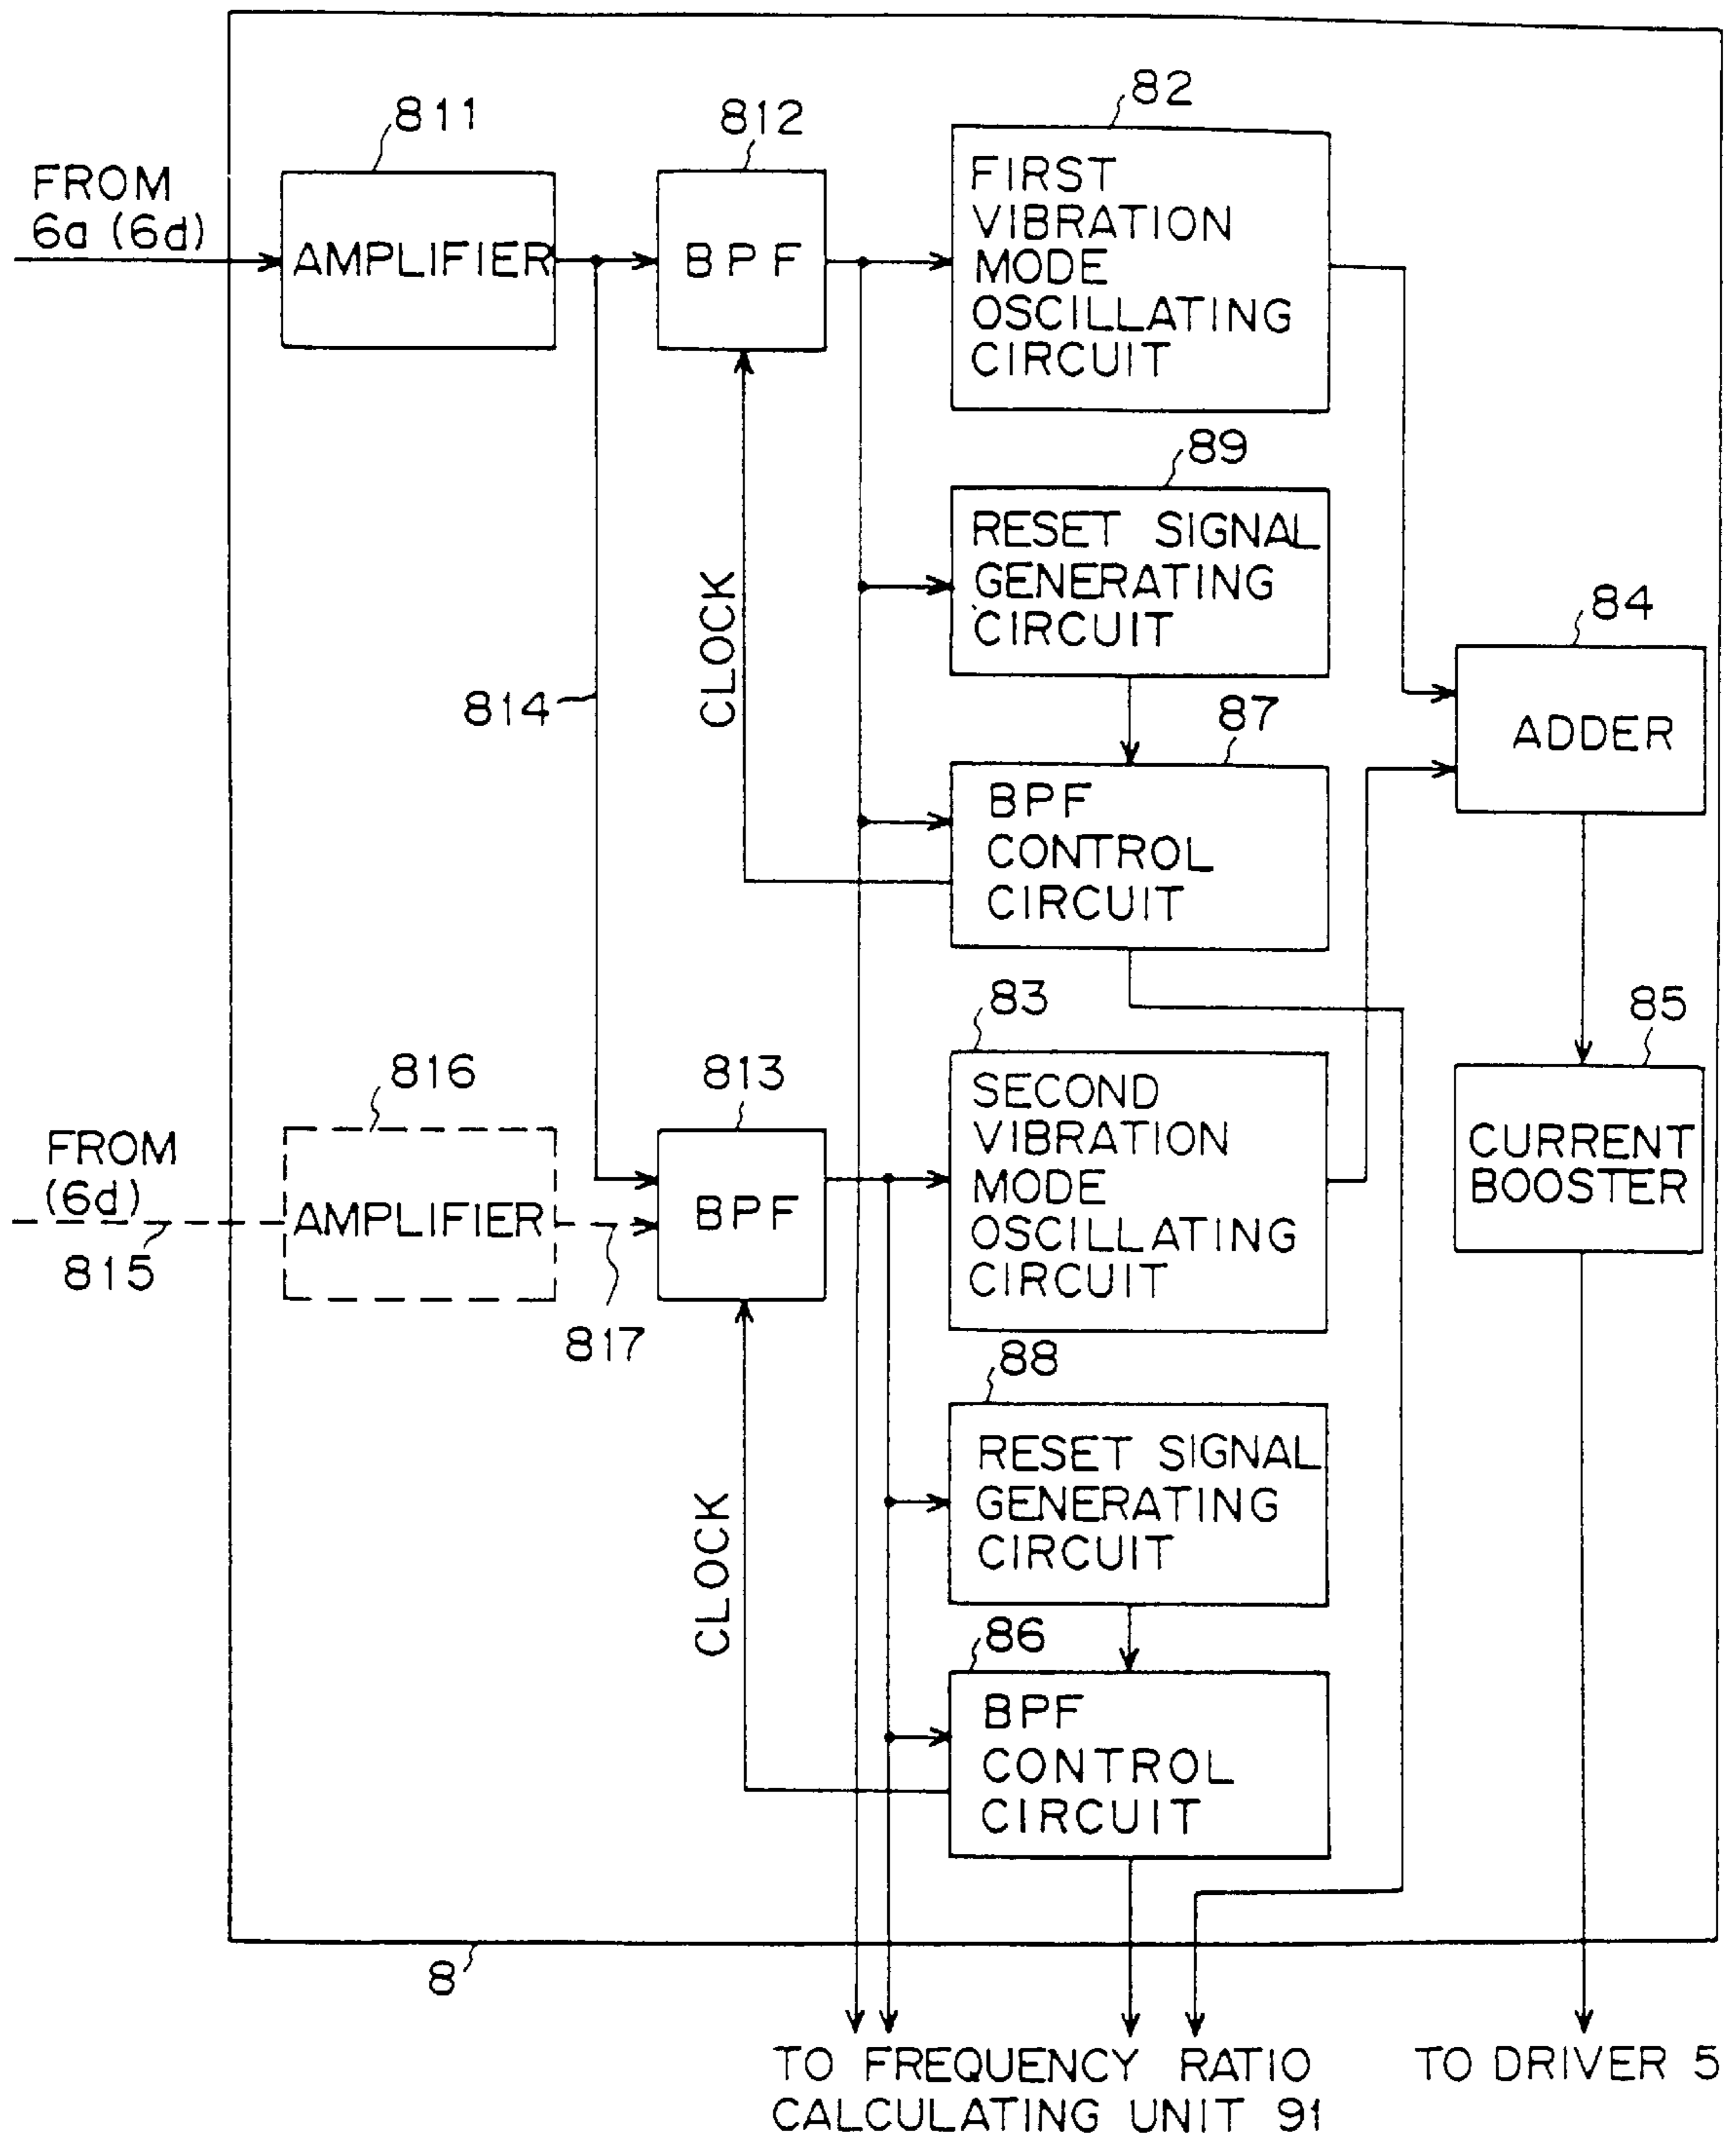 811
812
82
FROM
6a (6d)
AMPLIFIER
BPF
FIRST
VIBRATION
MODE
OSCILLATING
CIRCUIT
89
RESET SIGNAL
GENERATING
CIRCUIT
CLOCK
814
84
ADDER
87
BPF
CONTROL
CIRCUIT
83
85
816
813
FROM
(6d)
AMPLIFIER
BPF
SECOND
VIBRATION
MODE
OSCILLATING
CIRCUIT
CURRENT
BOOSTER
815
817
88
RESET SIGNAL
GENERATING
CIRCUIT
CLOCK
86
BPF
CONTROL
CIRCUIT
8
TO FREQUENCY RATIO
CALCULATING UNIT 91
TO DRIVER 5